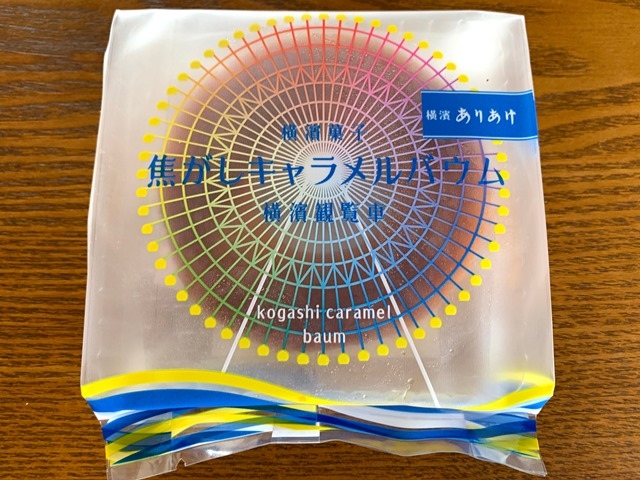 横濱 ありあけ
横濱菓子
焦がしキャラメルバウム
横濱観覧車
kogashi caramel
baum